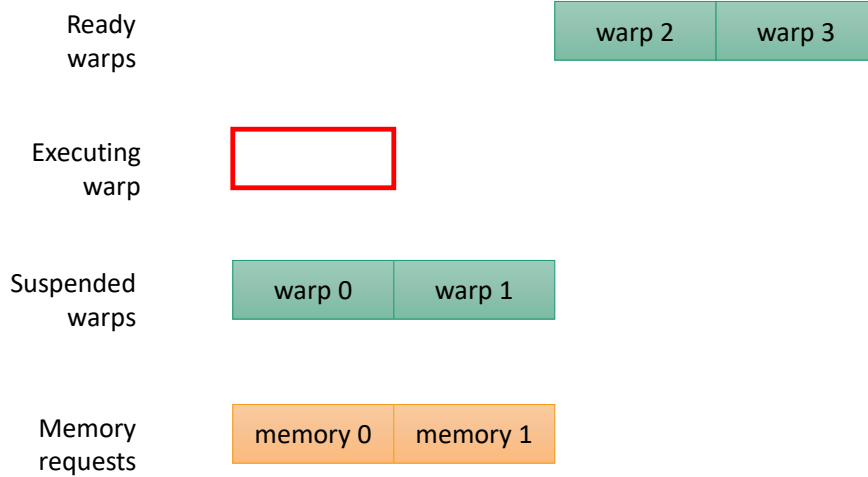 Ready
warps
warp 2
warp 3
Executing
warp
Suspended
warps
warp 0
warp 1
Memory
requests
memory 0
memory 1